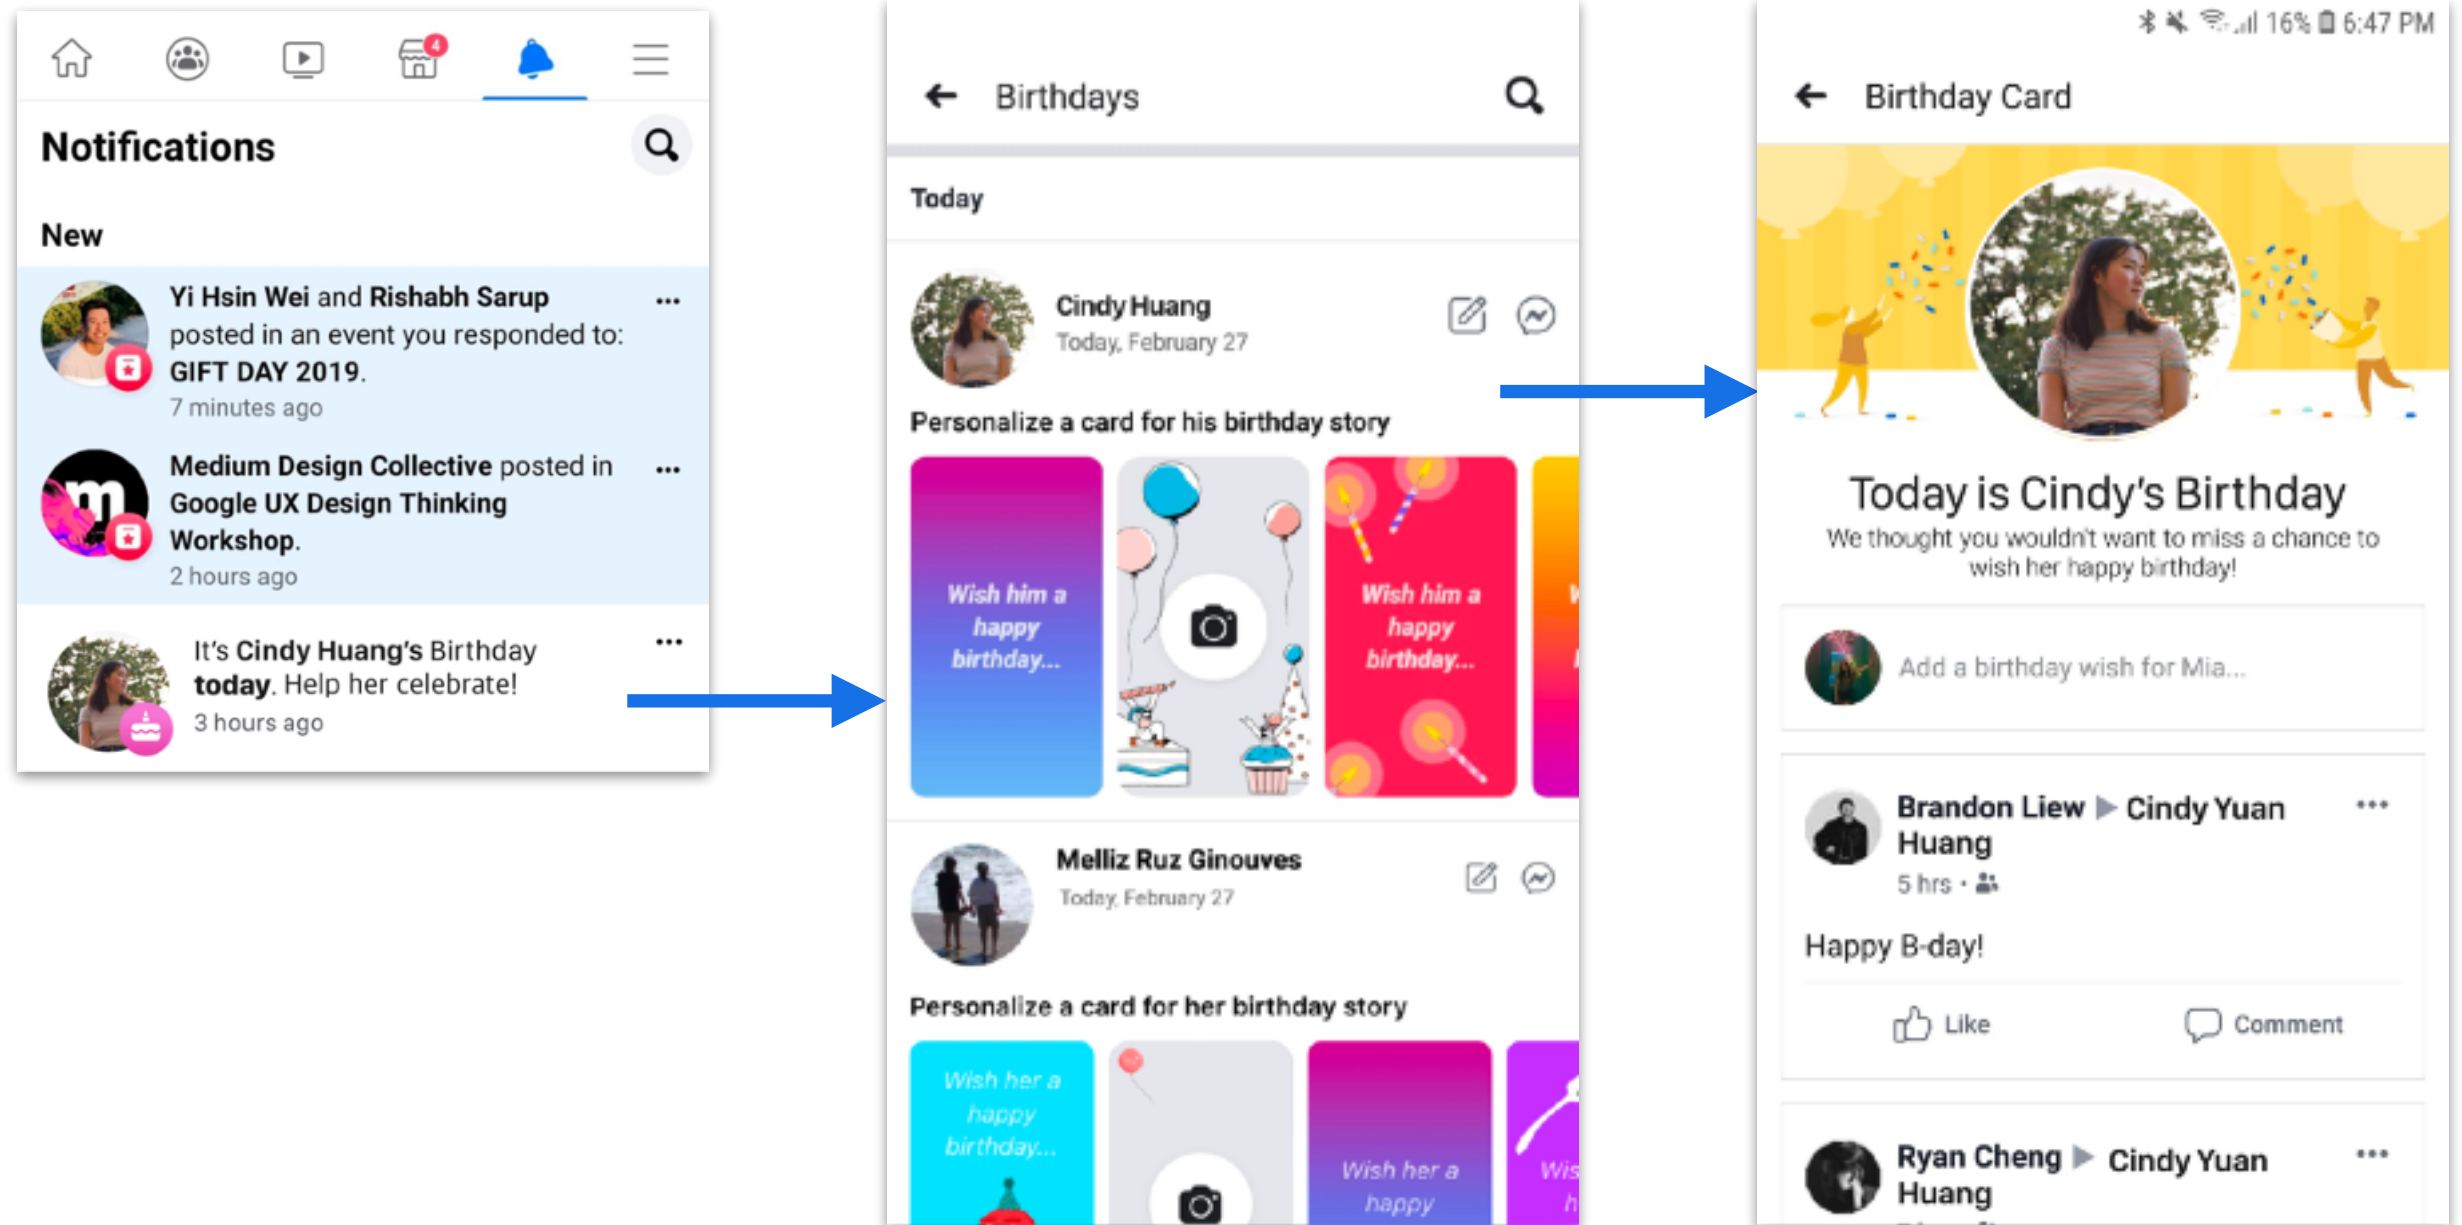 4
Notifications
New
Yi Hsin Wei and Rishabh Sarup
posted in an event you responded to:
GIFT DAY 2019.
7 minutes ago
m
Medium Design Collective posted in
Google UX Design Thinking
Workshop.
2 hours ago
It's Cindy Huang's Birthday
today. Help her celebrate!
3 hours ago
Birthdays
Today
Cindy Huang
Today, February 27
Personalize a card for his birthday story
Wish him a
happy
birthday...
Wish him a
happy
birthday...
Melliz Ruz Ginouves
Today, February 27
Personalize a card for her birthday story
Wish her a
happy
birthday...
Wish her a
happy
16% 6:47 PM
Birthday Card
Today is Cindy's Birthday
We thought you wouldn't want to miss a chance to
wish her happy birthday!
Add a birthday wish for Mia...
Brandon Liew ▶ Cindy Yuan
Huang
5 hrs ·
Happy B-day!
Like
Comment
Ryan Cheng ▶ Cindy Yuan
Huang